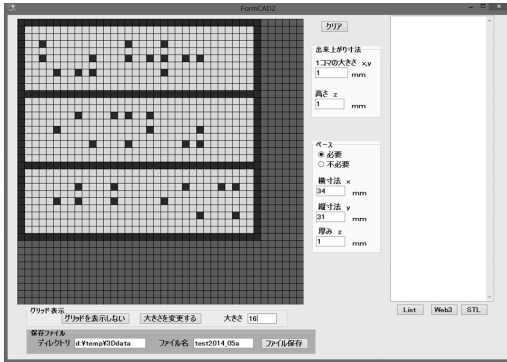 FormCAD2
クリア
出来上がり寸法
1コマの大きさ x,y
1 mm
高さ z
1 mm
ベース
必要
不必要
横寸法 x
34 mm
縦寸法 y
31 mm
厚み z
1 mm
グリッド表示
グリッドを表示しない 大きさを変更する 大きさ 16
List Web3 STL
保存ファイル
ディレクトリ d:¥temp¥3Ddata ファイル名 test2014_05a ファイル保存